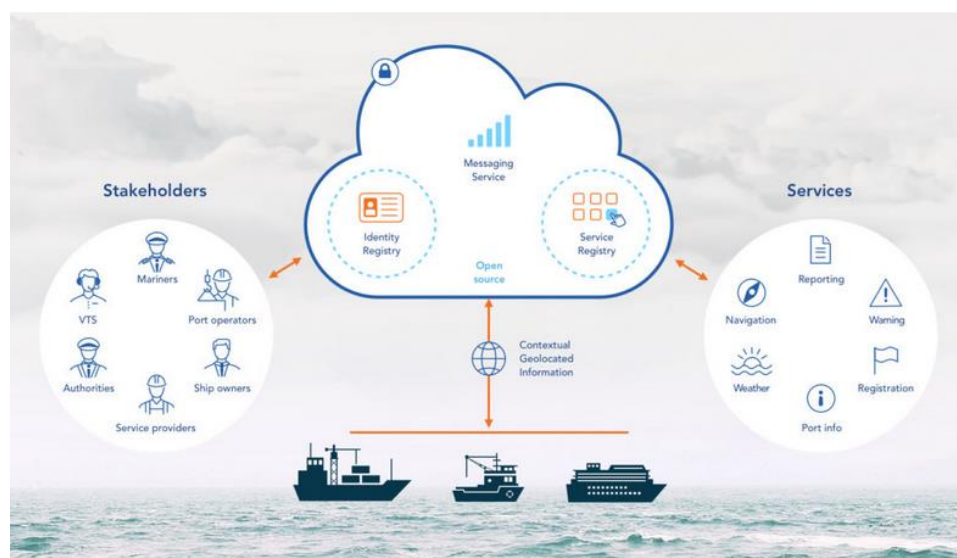 Stakeholders
Mariners
VTS
Port operators
Authorities
Ship owners
Service providers
Messaging
Service
Identity
Registry
Service
Registry
Open
source
Contextual
Geolocated
Information
Services
Reporting
Navigation
Warning
Weather
Registration
Port info